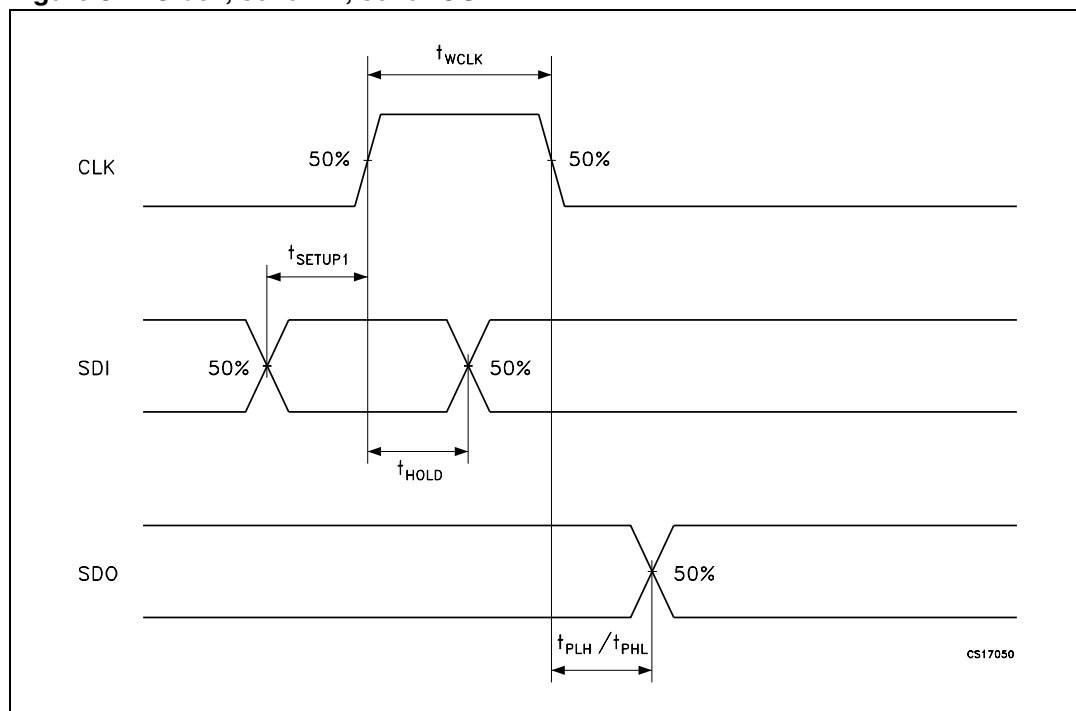 t_WCLK
50%
50%
CLK
t_SETUP1
50%
50%
SDI
t_HOLD
SDO
50%
t_PLH /t_PHL
CS17050